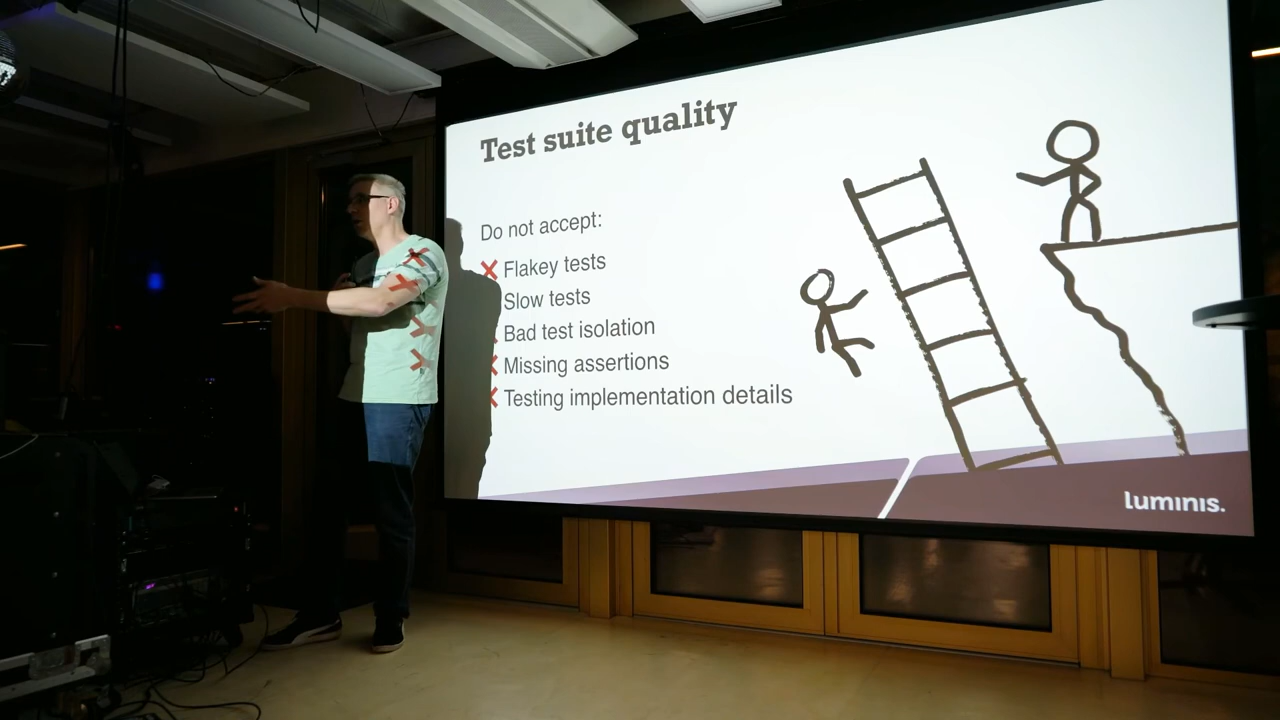 Test suite quality
Do not accept:
Flakey tests
Slow tests
Bad test isolation
Missing assertions
Testing implementation details
luminis.